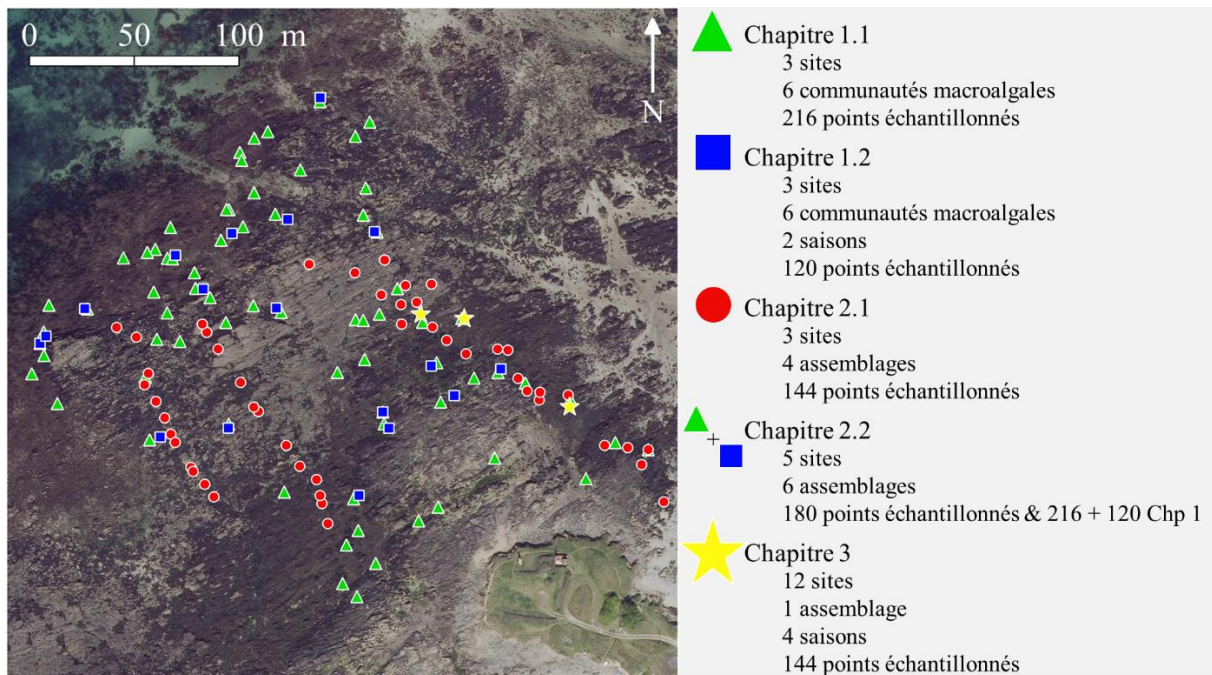 0 50 100 m
N
Chapitre 1.1
3 sites
6 communautés macroalgales
216 points échantillonnés
Chapitre 1.2
3 sites
6 communautés macroalgales
2 saisons
120 points échantillonnés
Chapitre 2.1
3 sites
4 assemblages
144 points échantillonnés
Chapitre 2.2
+
5 sites
6 assemblages
180 points échantillonnés & 216 + 120 Chp 1
Chapitre 3
12 sites
1 assemblage
4 saisons
144 points échantillonnés